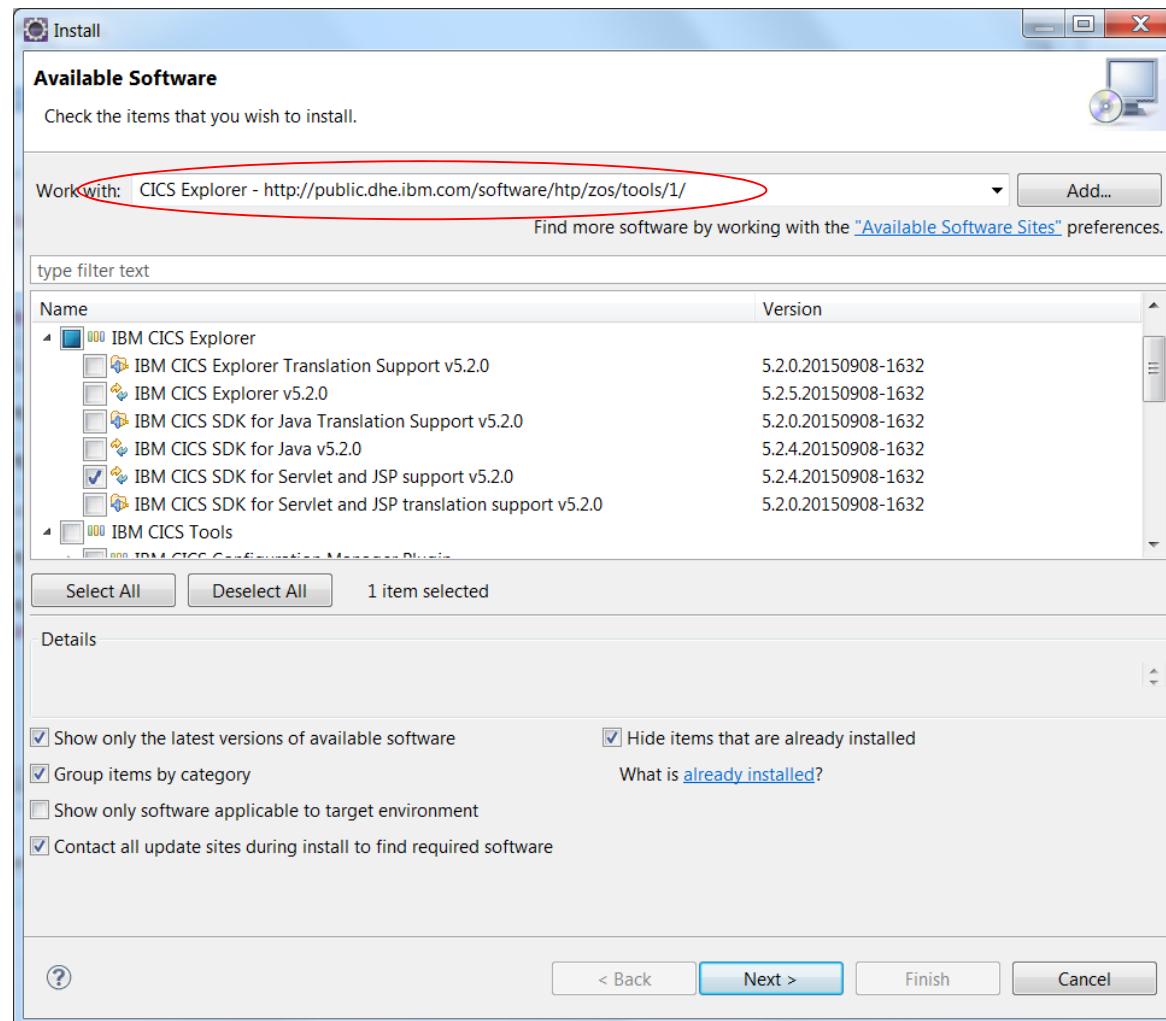 Install
Available Software
Check the items that you wish to install.
Work with: CICS Explorer - http://public.dhe.ibm.com/software/htp/zos/tools/1/ Add...
Find more software by working with the "Available Software Sites" preferences.
type filter text
Name Version
IBM CICS Explorer
IBM CICS Explorer Translation Support v5.2.0 5.2.0.20150908-1632
IBM CICS Explorer v5.2.0 5.2.5.20150908-1632
IBM CICS SDK for Java Translation Support v5.2.0 5.2.0.20150908-1632
IBM CICS SDK for Java v5.2.0 5.2.4.20150908-1632
IBM CICS SDK for Servlet and JSP support v5.2.0 5.2.4.20150908-1632
IBM CICS SDK for Servlet and JSP translation support v5.2.0 5.2.0.20150908-1632
IBM CICS Tools
IBM CICS Configuration Manager Plugin
Select All Deselect All 1 item selected
Details
Show only the latest versions of available software Hide items that are already installed
Group items by category What is already installed?
Show only software applicable to target environment
Contact all update sites during install to find required software
? < Back Next > Finish Cancel